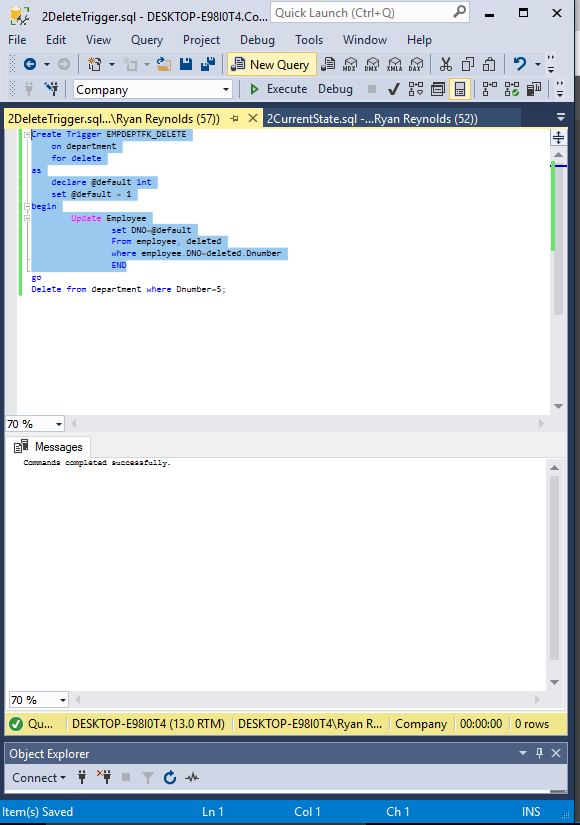 2DeleteTrigger.sql - DESKTOP-E98I0T4.Co...
Quick Launch (Ctrl+Q)
File Edit View Query Project Debug Tools Window Help
New Query MDX DMX XMLA DAX
Company Execute Debug
2DeleteTrigger.sql...\Ryan Reynolds (57)) 2CurrentState.sql -...Ryan Reynolds (52))
Create Trigger EMPDEPTFK_DELETE
on department
for delete
as
declare @default int
set @default = 1
begin
Update Employee
set DNO=@default
From employee, deleted
where employee.DNO=deleted.Dnumber
END
go
Delete from department where Dnumber=5;
70 %
Messages
Commands completed successfully.
70 %
Qu... DESKTOP-E98I0T4 (13.0 RTM) DESKTOP-E98I0T4\Ryan R... Company 00:00:00 0 rows
Object Explorer
Connect
Item(s) Saved Ln 1 Col 1 Ch 1 INS